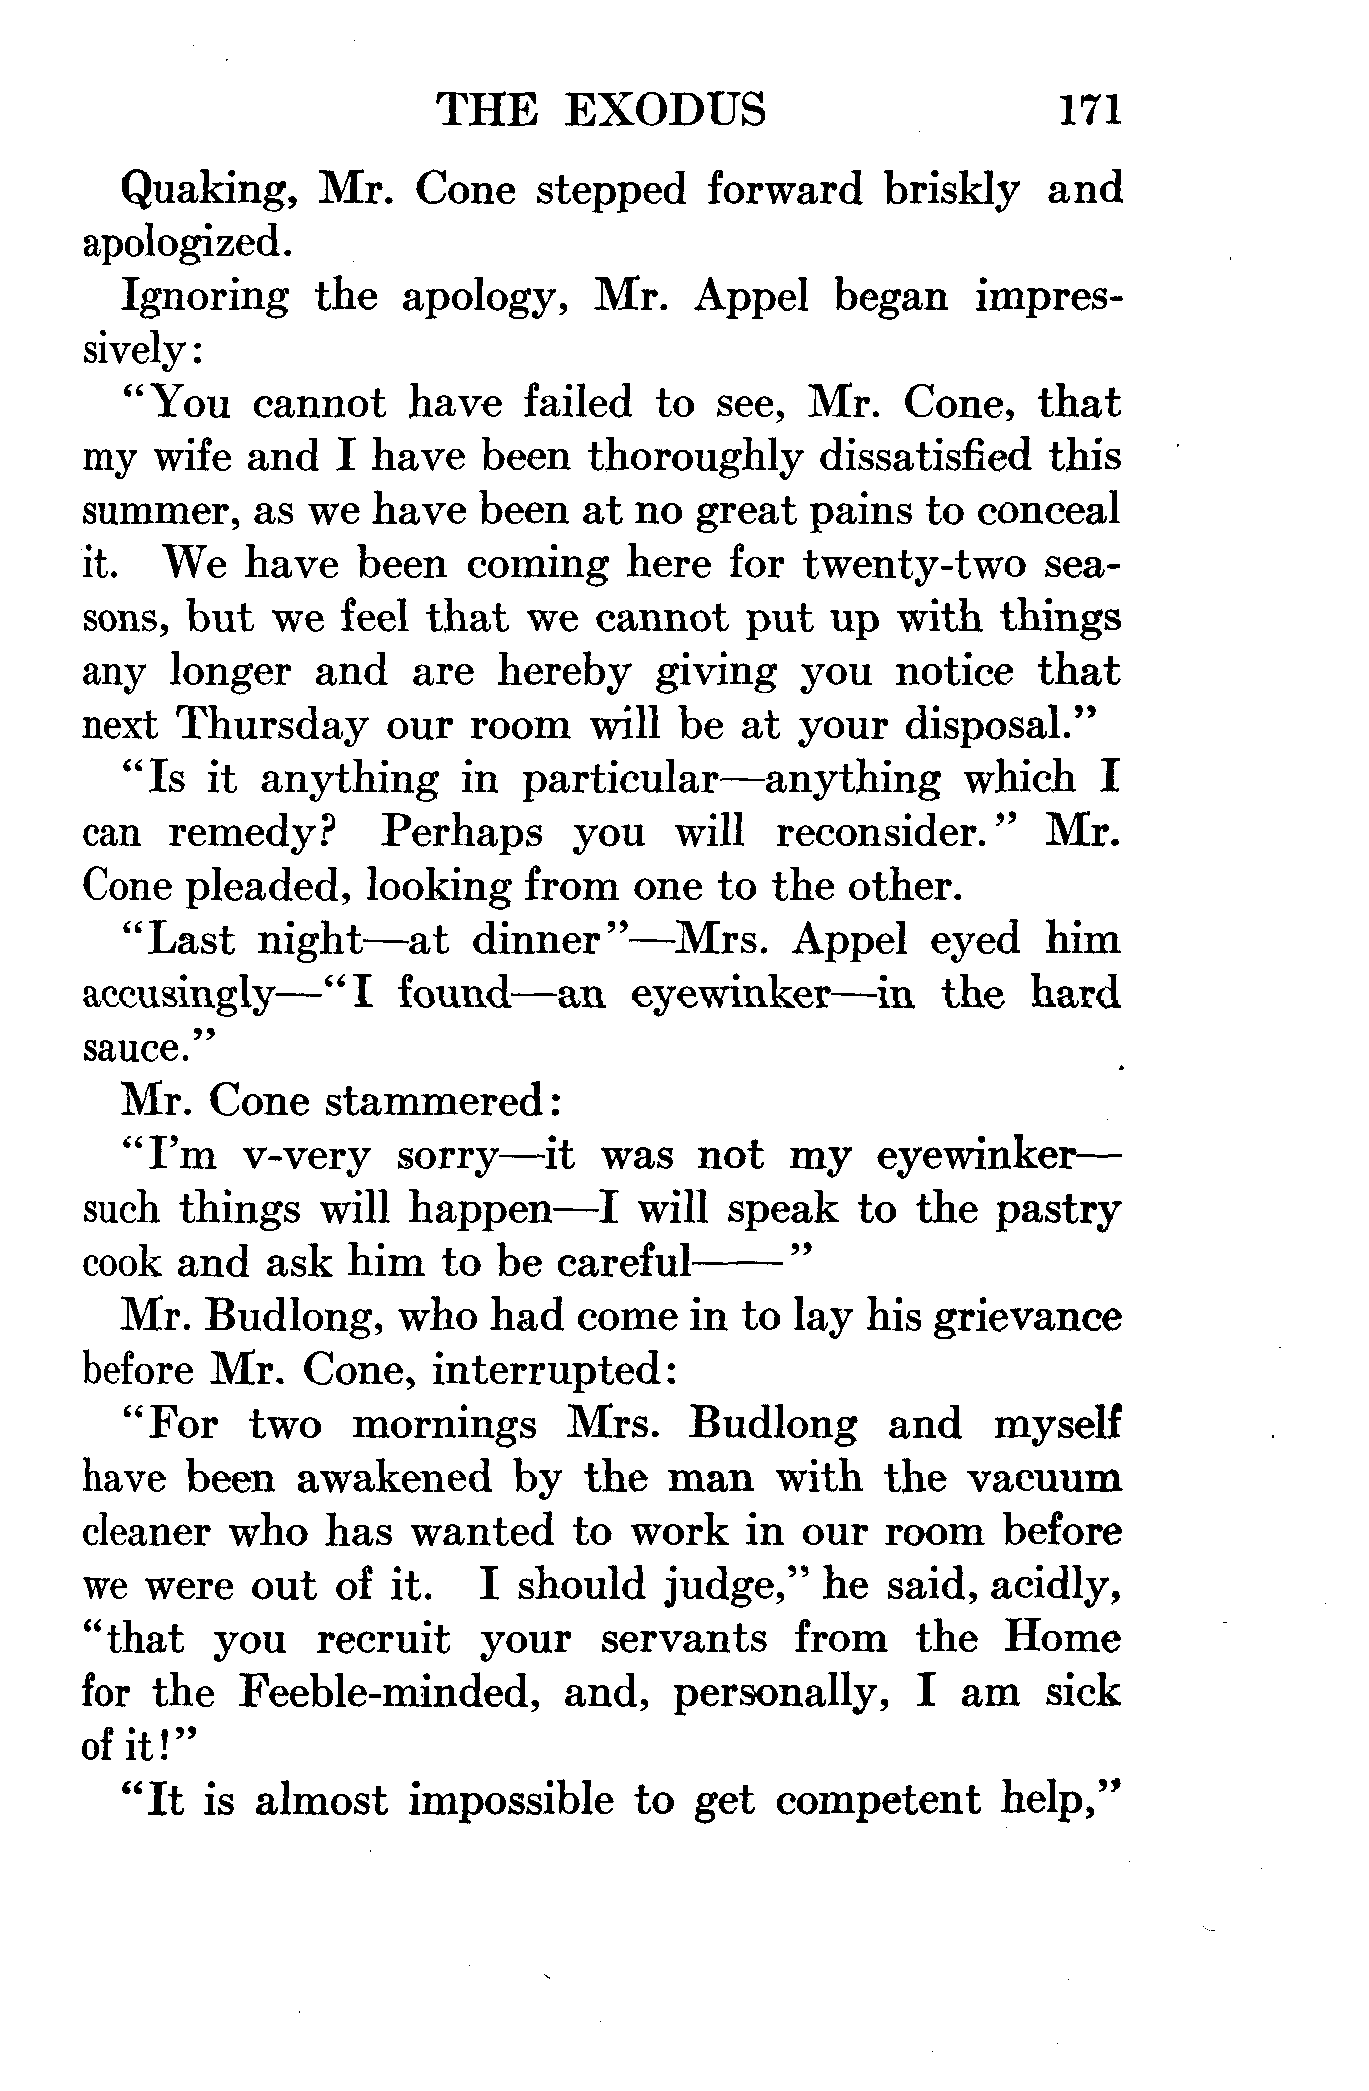 THE EXODUS 171
Quaking, Mr. Cone stepped forward briskly and
apologized.
Ignoring the apology, Mr. Appel began impres-
sively:
“You cannot have failed to see, Mr. Cone, that
my wife and I have been thoroughly dissatisfied this
summer, as we have been at no great pains to conceal
it. We have been coming here for twenty-two sea-
sons, but we feel that we cannot put up with things
any longer and are hereby giving you notice that
next Thursday our room will be at your disposal.”
“Is it anything in particular—anything which I
can remedy? Perhaps you will reconsider.” Mr.
Cone pleaded, looking from one to the other.
“Last night—at dinner”—Mrs. Appel eyed him
accusingly—“I found—an eyewinker—in the hard
sauce.”
Mr. Cone stammered:
“I’m v-very sorry—it was not my eyewinker—
such things will happen—I will speak to the pastry
cook and ask him to be careful——”
Mr. Budlong, who had come in to lay his grievance
before Mr. Cone, interrupted:
“For two mornings Mrs. Budlong and myself
have been awakened by the man with the vacuum
cleaner who has wanted to work in our room before
we were out of it. I should judge,” he said, acidly,
“that you recruit your servants from the Home
for the Feeble-minded, and, personally, I am sick
of it!”
“It is almost impossible to get competent help,”